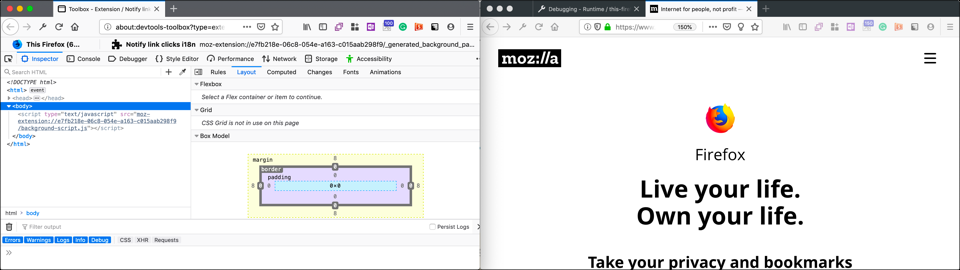 Toolbox - Extension / Notify lin
about:devtools-toolbox?type=exte
100
This Firefox (6...
Notify link clicks i18n
moz-extension://e7fb218e-06c8-054e-a163-c015aab298f9/_generated_background_pa...
Inspector
Console
Debugger
Style Editor
Performance
Network
Storage
Accessibility
Search HTML
Rules
Layout
Computed
Changes
Fonts
Animations
<!DOCTYPE html>
<html> event
<head> </head>
<body>
<script type="text/javascript" src="moz-
extension://e7fb218e-06c8-054e-a163-c015aab298f9
/background-script.js"></script>
</body>
</html>
Flexbox
Select a Flex container or item to continue.
Grid
CSS Grid is not in use on this page
Box Model
margin
0
border
0
padding
0
0
0
0×0
0
0
0
0
0
0
html
body
Filter output
Persist Logs
Errors
Warnings
Logs
Info
Debug
CSS
XHR
Requests
»
Debugging - Runtime / this-fire
Internet for people, not profit —
https://www
150%
100
moz://a
Firefox
Live your life.
Own your life.
Take your privacy and bookmarks